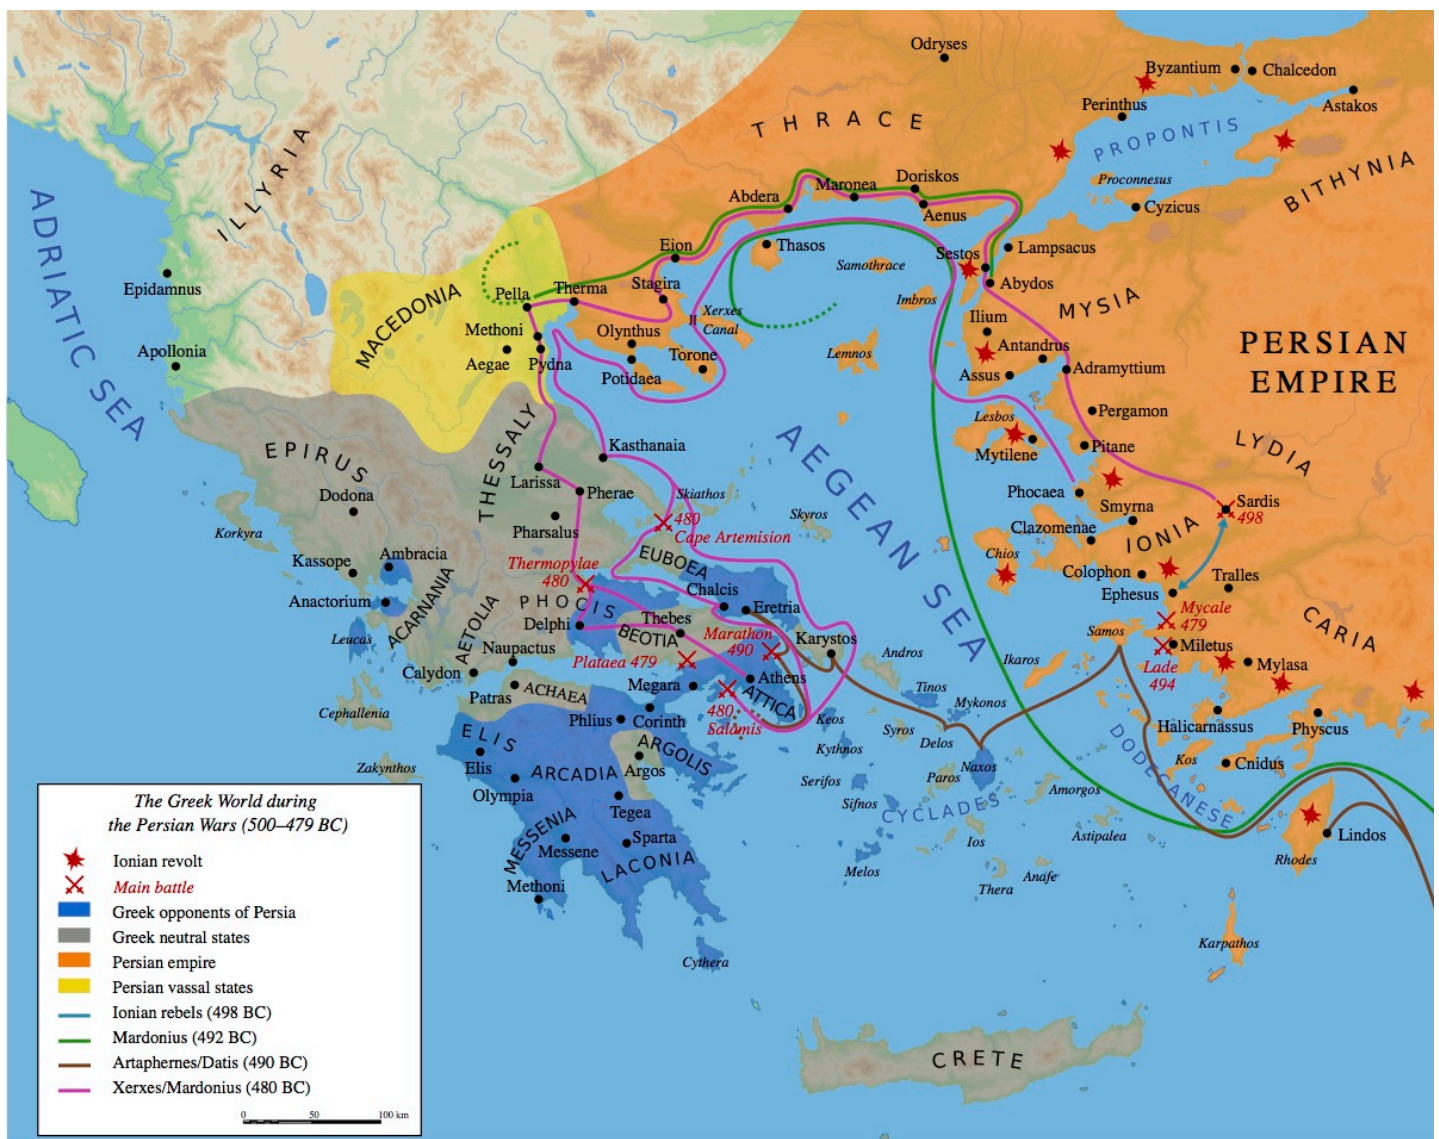 Odryses
Byzantium
Chalcedon
Perinthus
Astakos
THRACE
PROPONTIS
BITHYNIA
ILLYRIA
ADRIATIC SEA
Proconnesus
Cyzicus
Doriskos
Maronea
Abdera
Aenus
Eion
Thasos
Samothrace
Sestos
Lampsacus
Abydos
Imbros
MYSIA
Epidamnus
Apollonia
MACEDONIA
Pella
Therma
Stagira
Xerxes
Canal
Methoni
Aegae
Pydna
Olynthus
Potidaea
Torone
Lemnos
Ilium
Antandrus
Assus
Adramyttium
PERSIAN
EMPIRE
Pergamon
Lesbos
Mytilene
Pitane
LYDIA
AEGEAN SEA
EPIRUS
THESSALY
Kasthanaia
Dodona
Larissa
Pherae
Skiathos
Skyros
Pharsalus
Korkyra
480
Cape Artemision
Phocaea
Smyrna
Sardis
498
Clazomenae
IONIA
Chios
Colophon
Ephesus
Tralles
Kassope
Ambracia
Anactorium
Thermopylae
480
EUBOEA
Chalcis
Eretria
PHOCIS
Delphi
BEOTIA
Thebes
Marathon
490
Karystos
ACARNANIA
AETOLIA
Leucas
Naupactus
Calydon
Plataea 479
Mycale
479
Samos
Miletus
Lade
494
CARIA
Mylasa
Ikaros
Andros
Tinos
Mykonos
Patras
ACHAEA
Megara
Athens
ATTICA
Cephallenia
Phlius
Corinth
480
Salamis
Keos
Syros
Delos
Kythnos
Halicarnassus
Physcus
ELIS
Elis
ARGOLIS
Argos
Zakynthos
ARCADIA
Olympia
Serifos
Paros
Naxos
Kos
Cnidus
DODECANESE
Tegea
Sifnos
CYCLADES
Amorgos
MESSENIA
Messene
Sparta
LACONIA
Ios
Astipalea
Lindos
Rhodes
Methoni
Melos
Thera
Anafe
Cythera
Karpathos
CRETE
The Greek World during
the Persian Wars (500–479 BC)
Ionian revolt
Main battle
Greek opponents of Persia
Greek neutral states
Persian empire
Persian vassal states
Ionian rebels (498 BC)
Mardonius (492 BC)
Artaphernes/Datis (490 BC)
Xerxes/Mardonius (480 BC)
0 50 100 km